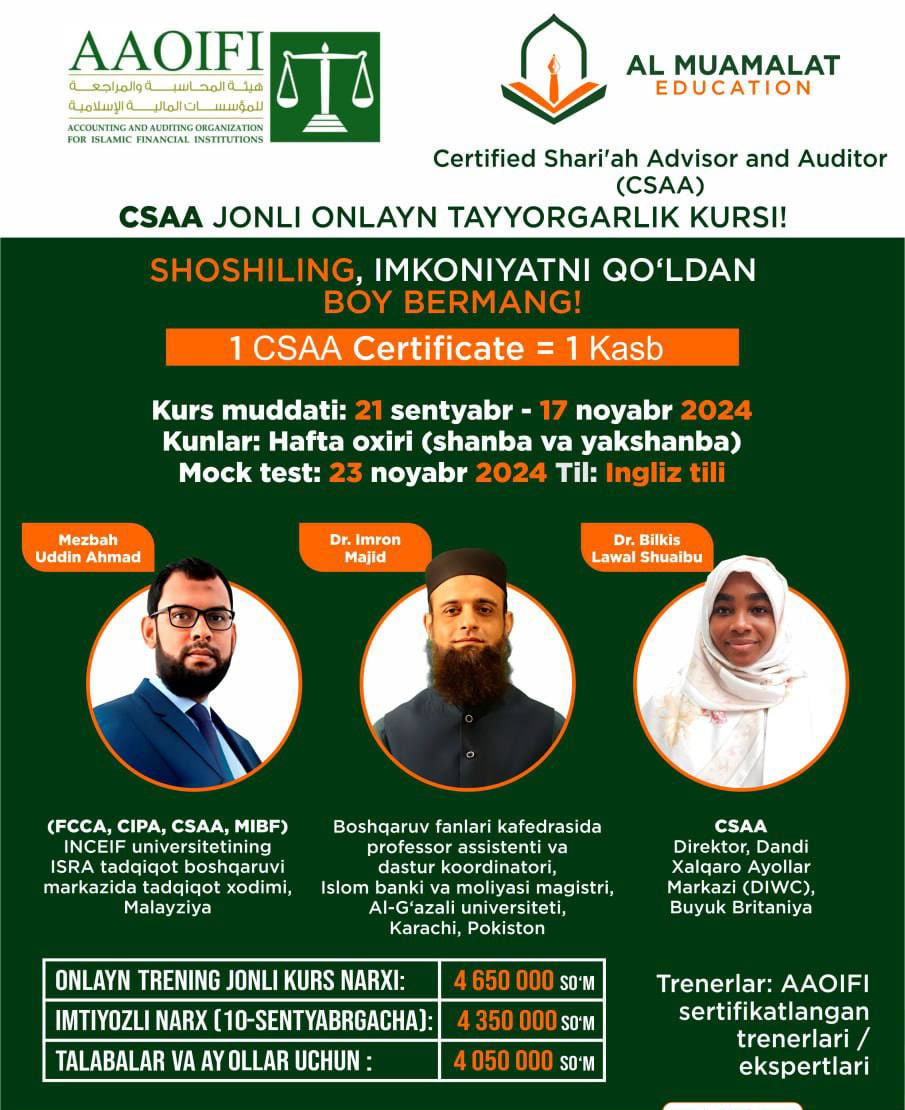 AAOIFI
هيئة المحاسبة والمراجعة
للمؤسسات المالية الإسلامية
ACCOUNTING AND AUDITING ORGANIZATION
FOR ISLAMIC FINANCIAL INSTITUTIONS
AL MUAMALAT
EDUCATION
Certified Shari'ah Advisor and Auditor
(CSAA)
CSAA JONLI ONLAYN TAYYORGARLIK KURSI!
SHOSHILING, IMKONIYATNI QO‘LDAN
BOY BERMANG!
1 CSAA Certificate = 1 Kasb
Kurs muddati: 21 sentyabr - 17 noyabr 2024
Kunlar: Hafta oxiri (shanba va yakshanba)
Mock test: 23 noyabr 2024 Til: Ingliz tili
Mezbah
Uddin Ahmad
(FCCA, CIPA, CSAA, MIBF)
INCEIF universitetining
ISRA tadqiqot boshqaruvi
markazida tadqiqot xodimi,
Malayziya
Dr. Imron
Majid
Boshqaruv fanlari kafedrasida
professor assistenti va
dastur koordinatori,
Islom banki va moliyasi magistri,
Al-G‘azali universiteti,
Karachi, Pokiston
Dr. Bilkis
Lawal Shuaibu
CSAA
Direktor, Dandi
Xalqaro Ayollar
Markazi (DIWC),
Buyuk Britaniya
ONLAYN TRENING JONLI KURS NARXI: 4 650 000 SO‘M
IMTIYOZLI NARX (10-SENTYABRGACHA): 4 350 000 SO‘M
TALABALAR VA AYOLLAR UCHUN : 4 050 000 SO‘M
Trenerlar: AAOIFI
sertifikatlangan
trenerlari /
ekspertlari